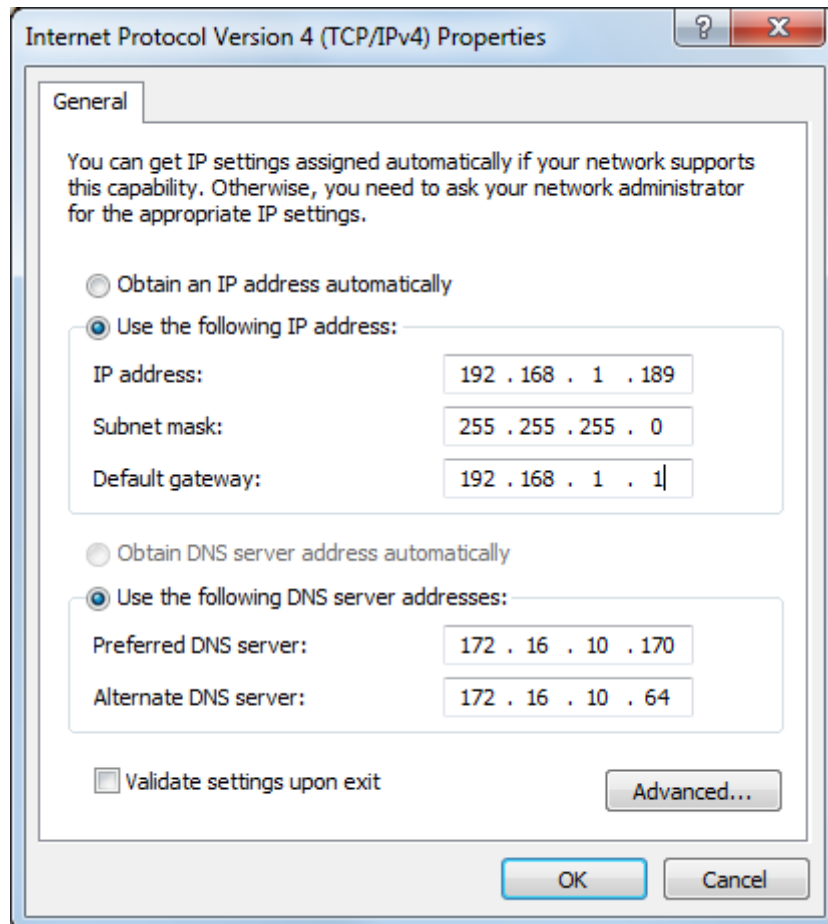 Internet Protocol Version 4 (TCP/IPv4) Properties
General
You can get IP settings assigned automatically if your network supports
this capability. Otherwise, you need to ask your network administrator
for the appropriate IP settings.
Obtain an IP address automatically
Use the following IP address:
IP address: 192 . 168 . 1 . 189
Subnet mask: 255 . 255 . 255 . 0
Default gateway: 192 . 168 . 1 . 1
Obtain DNS server address automatically
Use the following DNS server addresses:
Preferred DNS server: 172 . 16 . 10 . 170
Alternate DNS server: 172 . 16 . 10 . 64
Validate settings upon exit
Advanced...
OK Cancel